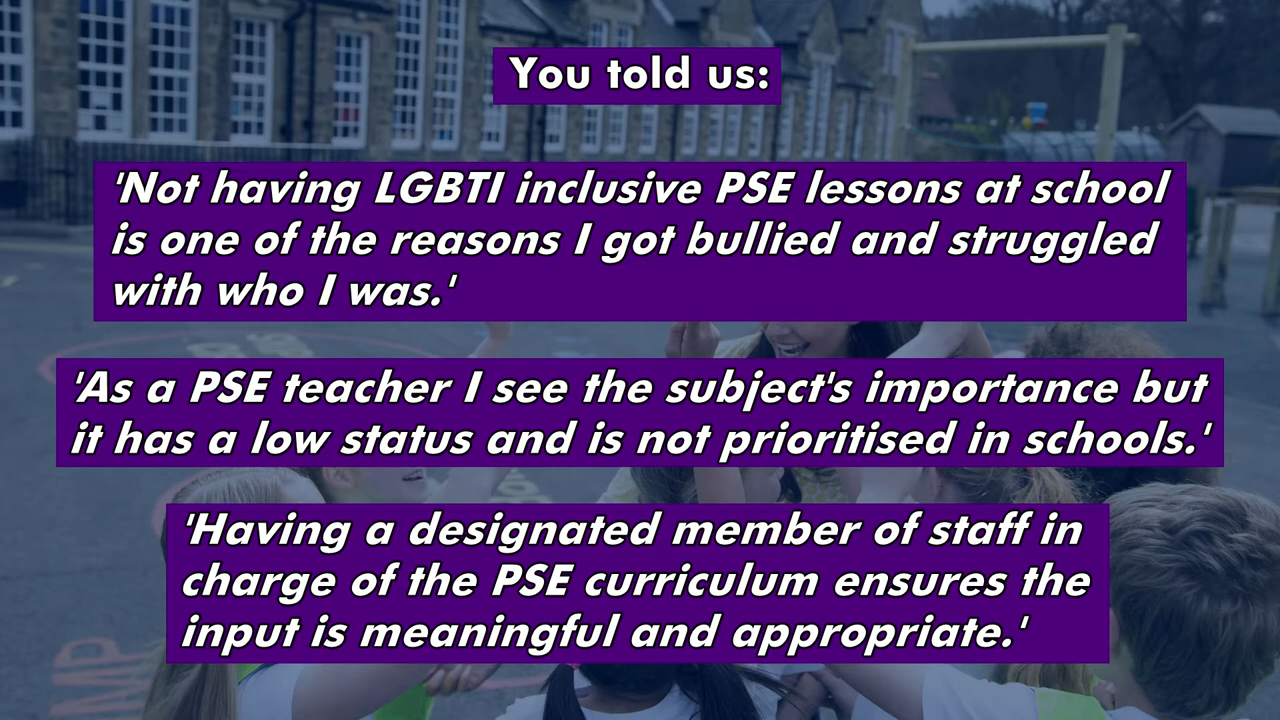 You told us:
'Not having LGBTI inclusive PSE lessons at school
is one of the reasons I got bullied and struggled
with who I was.'
'As a PSE teacher I see the subject's importance but
it has a low status and is not prioritised in schools.'
'Having a designated member of staff in
charge of the PSE curriculum ensures the
input is meaningful and appropriate.'